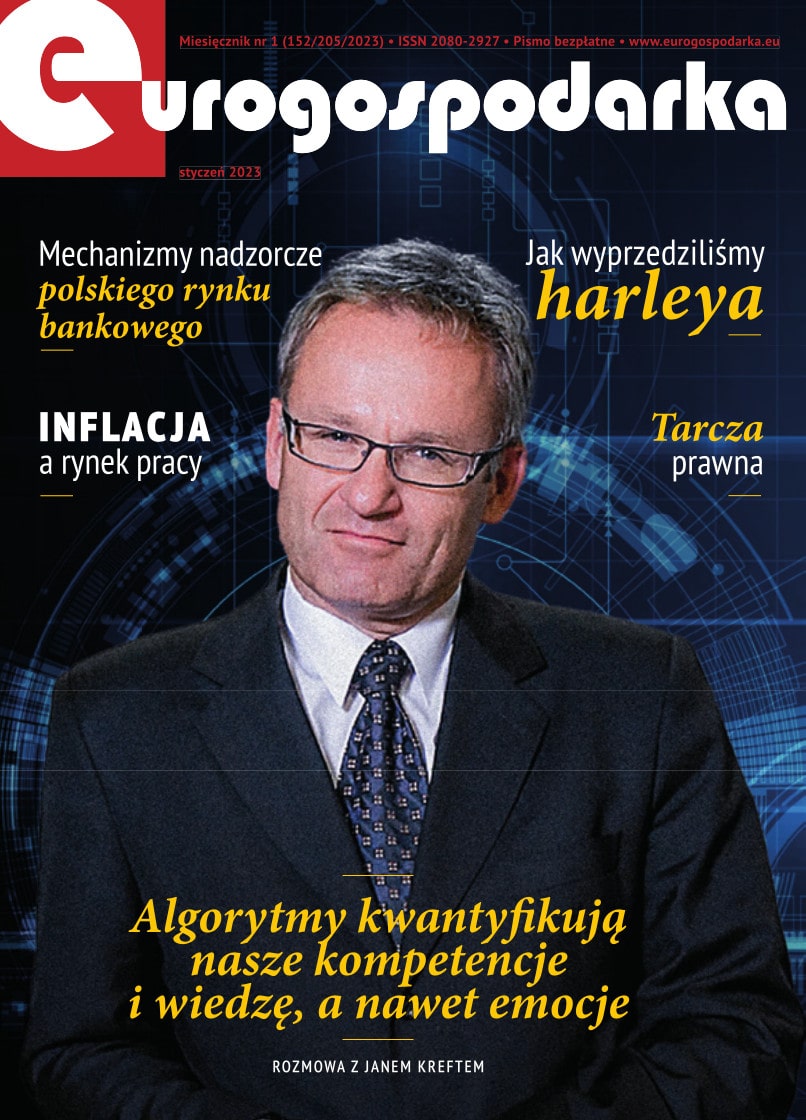 Miesięcznik nr 1 (152/205/2023) • ISSN 2080-2927 • Pismo bezpłatne • www.eurogospodarka.eu
eurogospodarka
styczeń 2023
Mechanizmy nadzorcze
polskiego rynku
bankowego
Jak wyprzedziliśmy
harleya
INFLACJA
a rynek pracy
Tarcza
prawna
Algorytmy kwantyfikują
nasze kompetencje
i wiedzę, a nawet emocje
ROZMOWA Z JANEM KREFTEM